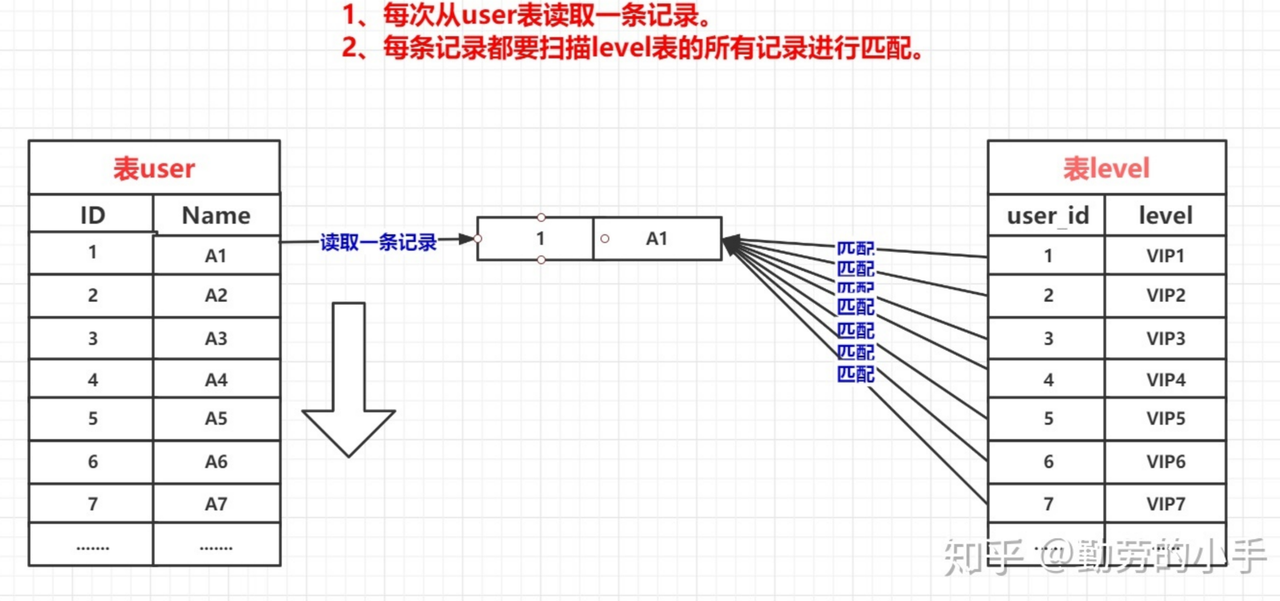 1、每次从user表读取一条记录。
2、每条记录都要扫描level表的所有记录进行匹配。
表user
ID Name
1 A1
2 A2
3 A3
4 A4
5 A5
6 A6
7 A7
....... .......
读取一条记录
1 A1
匹配
匹配
匹配
匹配
匹配
匹配
匹配
表level
user_id level
1 VIP1
2 VIP2
3 VIP3
4 VIP4
5 VIP5
6 VIP6
7 VIP7
知乎 @勤劳的小手